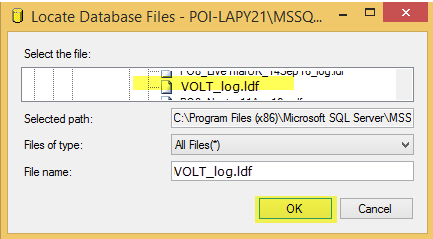 Locate Database Files - POI-LAPY21\MSSQ...
Select the file:
VOLT_log.ldf
Selected path:
C:\Program Files (x86)\Microsoft SQL Server\MSS
Files of type:
All Files(*)
File name:
VOLT_log.ldf
OK
Cancel